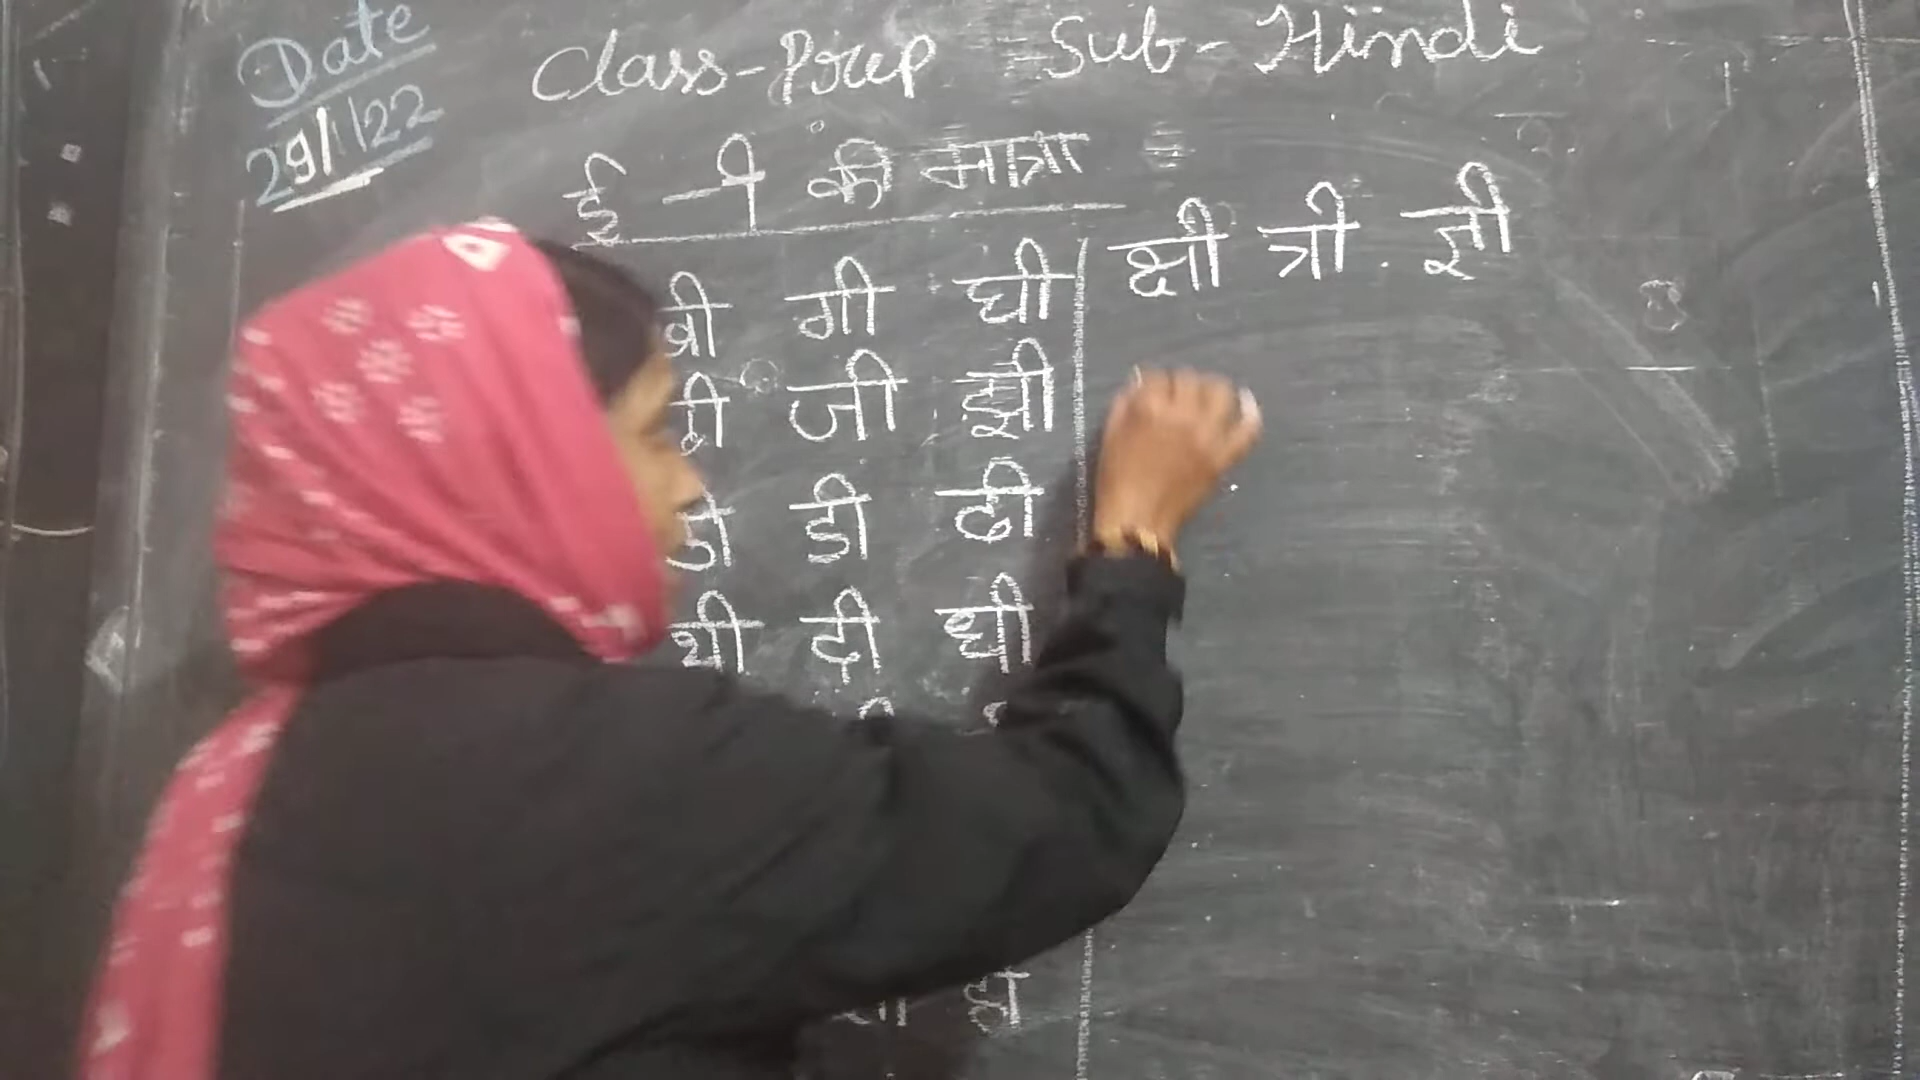 Date
29/1/22
Class-Prep Sub-Hindi
ई -ी की मात्रा
गी घी
क्षी त्री ज्ञी
जी झी
डी ढी
थी दी धी